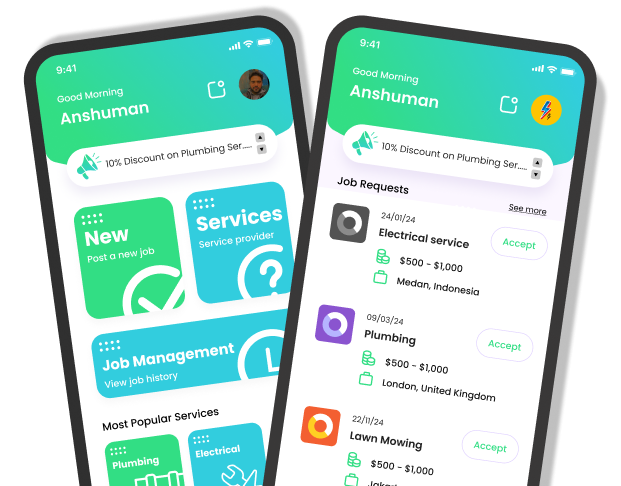 9:41
Good Morning
Anshuman
10% Discount on Plumbing Ser.....
New
Post a new job
Services
Service provider
Job Management
View job history
Most Popular Services
Plumbing
Electrical
9:41
Good Morning
Anshuman
10% Discount on Plumbing Ser.....
Job Requests
See more
24/01/24
Electrical service
Accept
$500 - $1,000
Medan, Indonesia
09/03/24
Plumbing
Accept
$500 - $1,000
London, United Kingdom
22/11/24
Lawn Mowing
Accept
$500 - $1,000